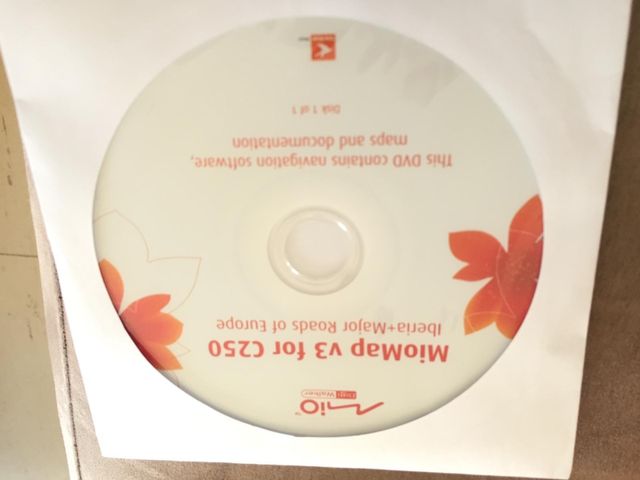 Mio™
DigiWalker
MioMap v3 for C250
Iberia+Major Roads of Europe
This DVD contains navigation software,
maps and documentation
Disk 1 of 1